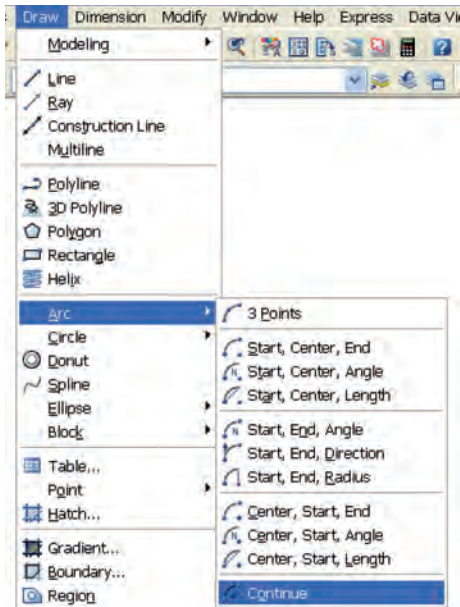 Draw Dimension Modify Window Help Express Data Vi
Modeling
Line
Ray
Construction Line
Multiline
Polyline
3D Polyline
Polygon
Rectangle
Helix
Arc
Circle
Donut
Spline
Ellipse
Block
Table...
Point
Hatch...
Gradient...
Boundary...
Region
3 Points
Start, Center, End
Start, Center, Angle
Start, Center, Length
Start, End, Angle
Start, End, Direction
Start, End, Radius
Center, Start, End
Center, Start, Angle
Center, Start, Length
Continue